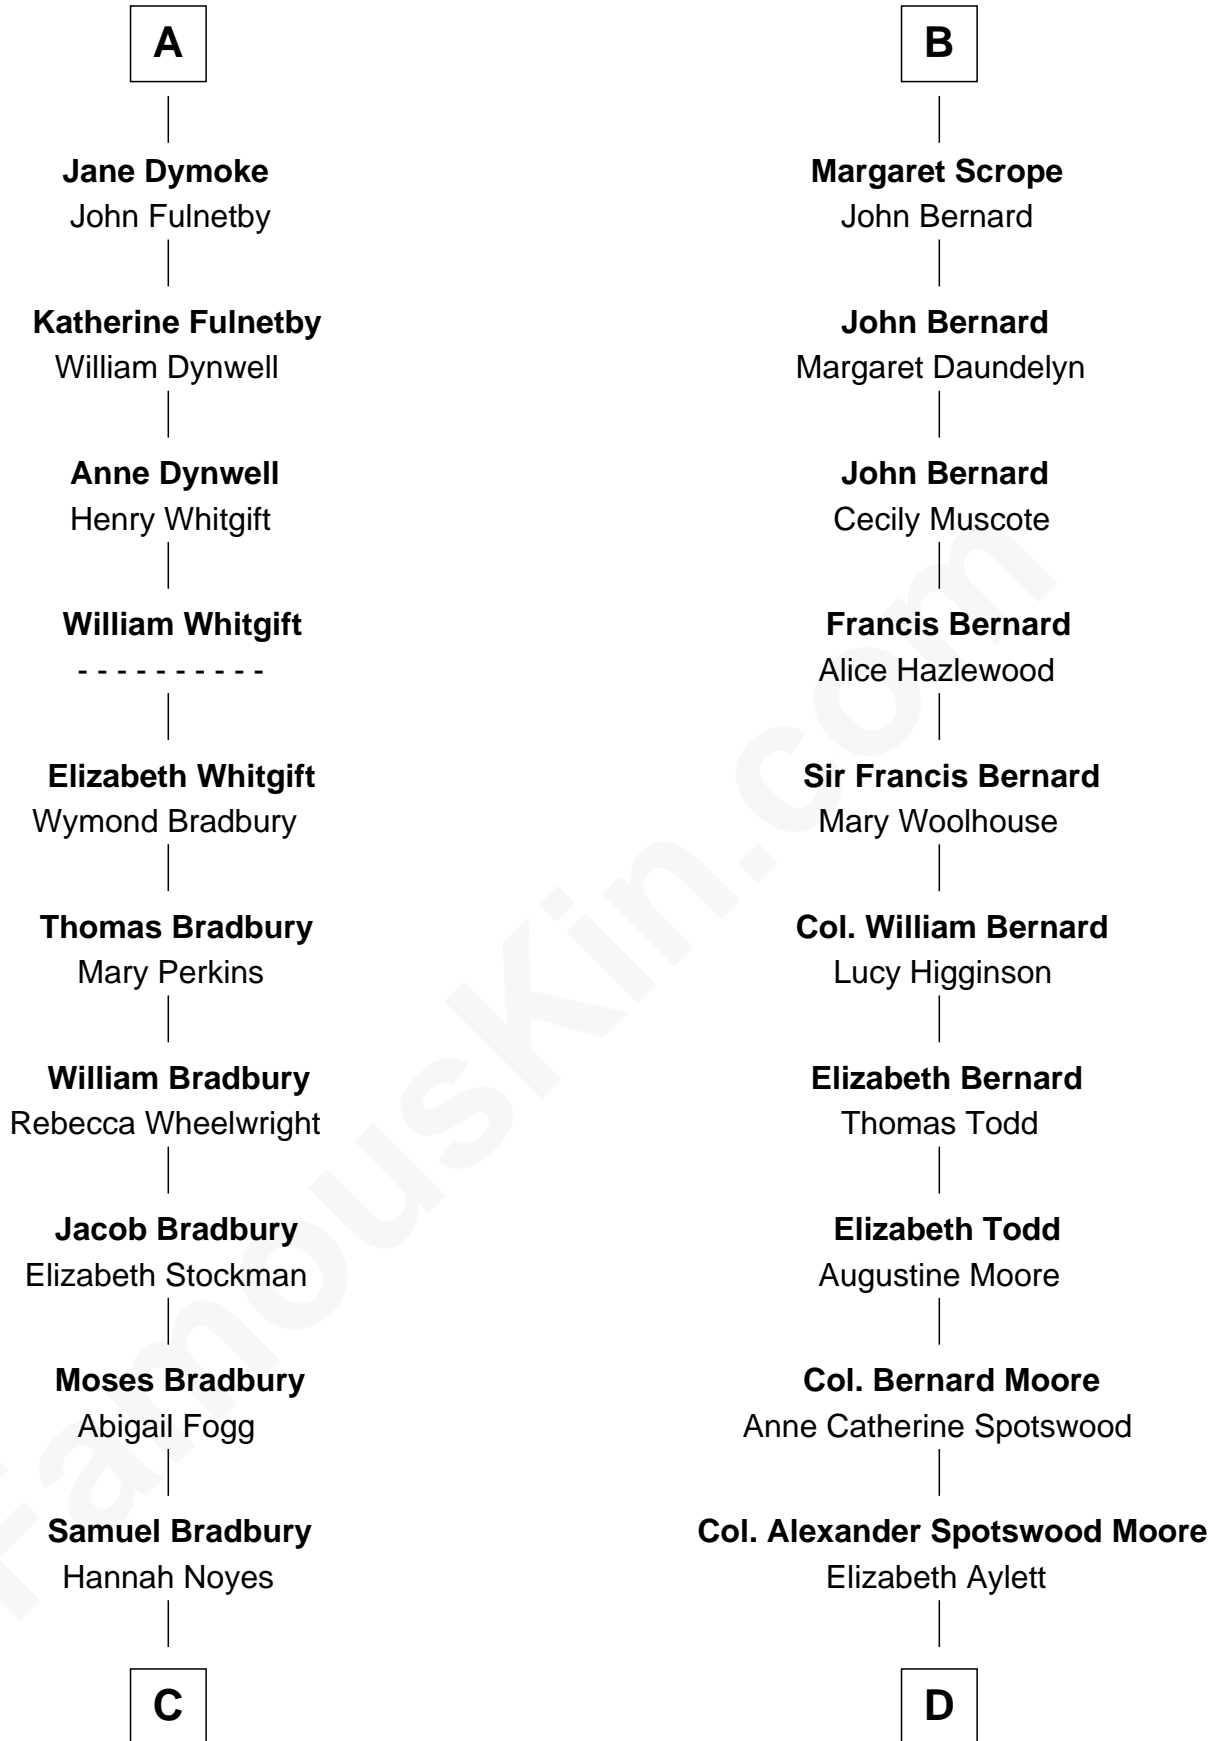 A
Jane Dymoke
John Fulnetby
Katherine Fulnetby
William Dynwell
Anne Dynwell
Henry Whitgift
William Whitgift
- - - - - - - - - -
Elizabeth Whitgift
Wymond Bradbury
Thomas Bradbury
Mary Perkins
William Bradbury
Rebecca Wheelwright
Jacob Bradbury
Elizabeth Stockman
Moses Bradbury
Abigail Fogg
Samuel Bradbury
Hannah Noyes
C
B
Margaret Scrope
John Bernard
John Bernard
Margaret Daundelyn
John Bernard
Cecily Muscote
Francis Bernard
Alice Hazlewood
Sir Francis Bernard
Mary Woolhouse
Col. William Bernard
Lucy Higginson
Elizabeth Bernard
Thomas Todd
Elizabeth Todd
Augustine Moore
Col. Bernard Moore
Anne Catherine Spotswood
Col. Alexander Spotswood Moore
Elizabeth Aylett
D
FamousKin.com